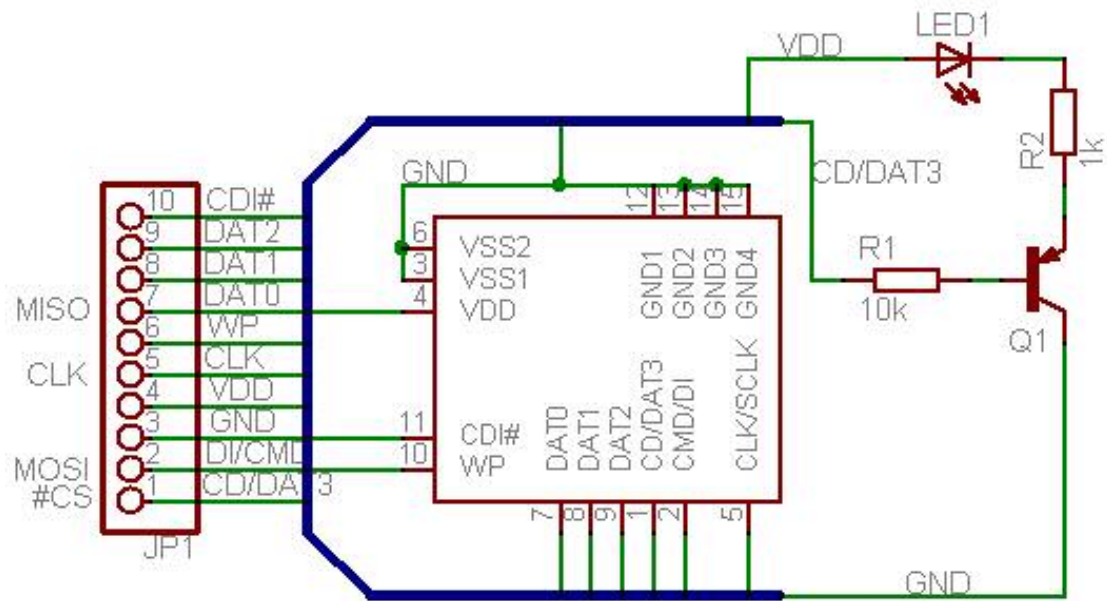 LED1
VDD
R2
1k
GND
CD/DAT3
12
13
14
15
10
CDI#
9
DAT2
8
DAT1
7
DAT0
MISO
6
WP
5
CLK
CLK
4
VDD
3
GND
2
DI/CMD
MOSI
1
CD/DAT3
#CS
JP1
6
VSS2
3
VSS1
4
VDD
GND1
GND2
GND3
GND4
R1
10k
Q1
11
CDI#
10
WP
DAT0
DAT1
DAT2
CD/DAT3
CMD/DI
CLK/SCLK
7
8
9
1
2
5
GND